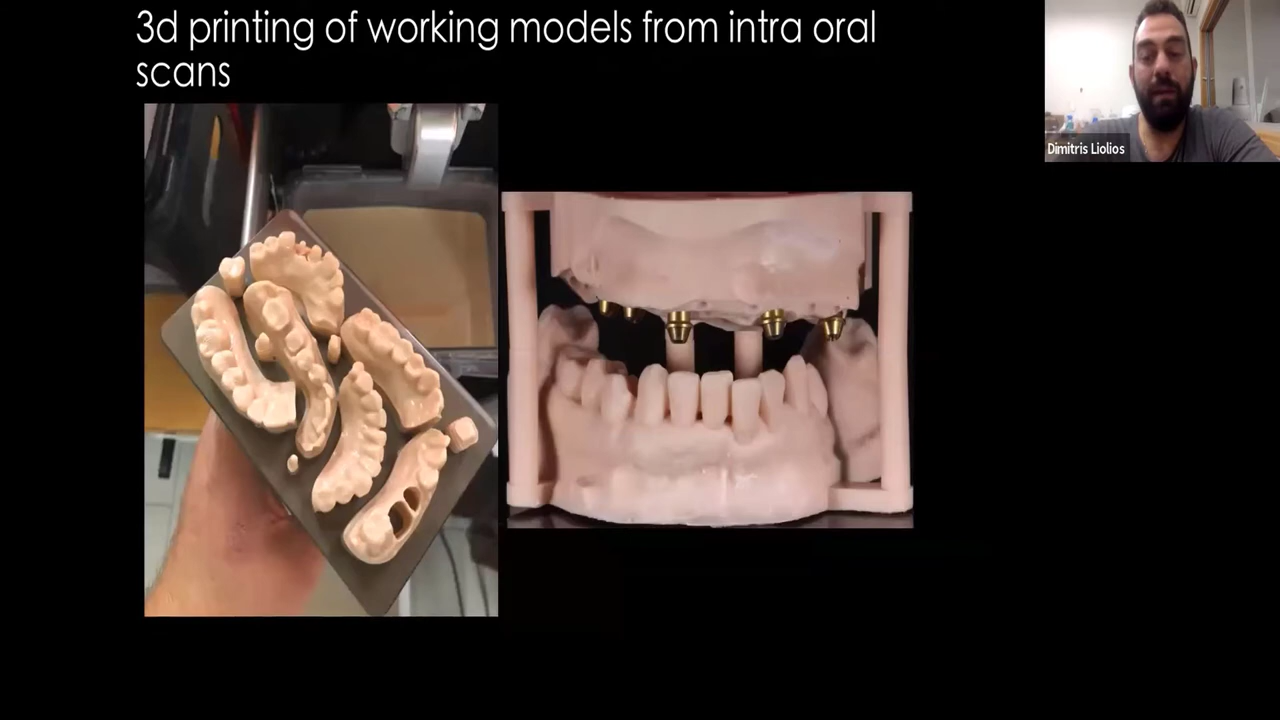 3d printing of working models from intra oral
scans
Dimitris Liolios